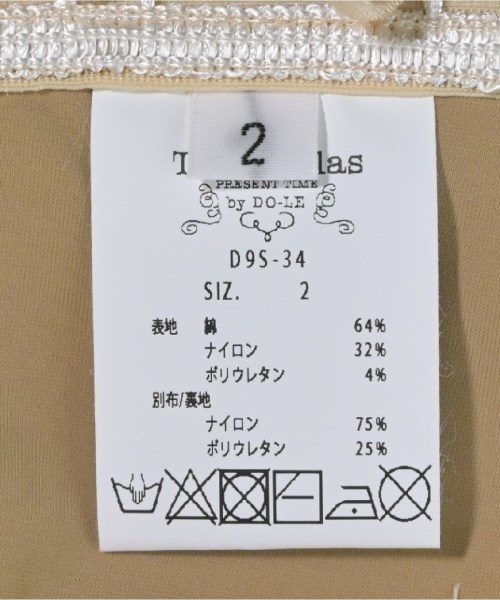 2
PRESENT TIME
by DO-LE
D9S-34
SIZ. 2
表地 綿 64%
ナイロン 32%
ポリウレタン 4%
別布/裏地
ナイロン 75%
ポリウレタン 25%